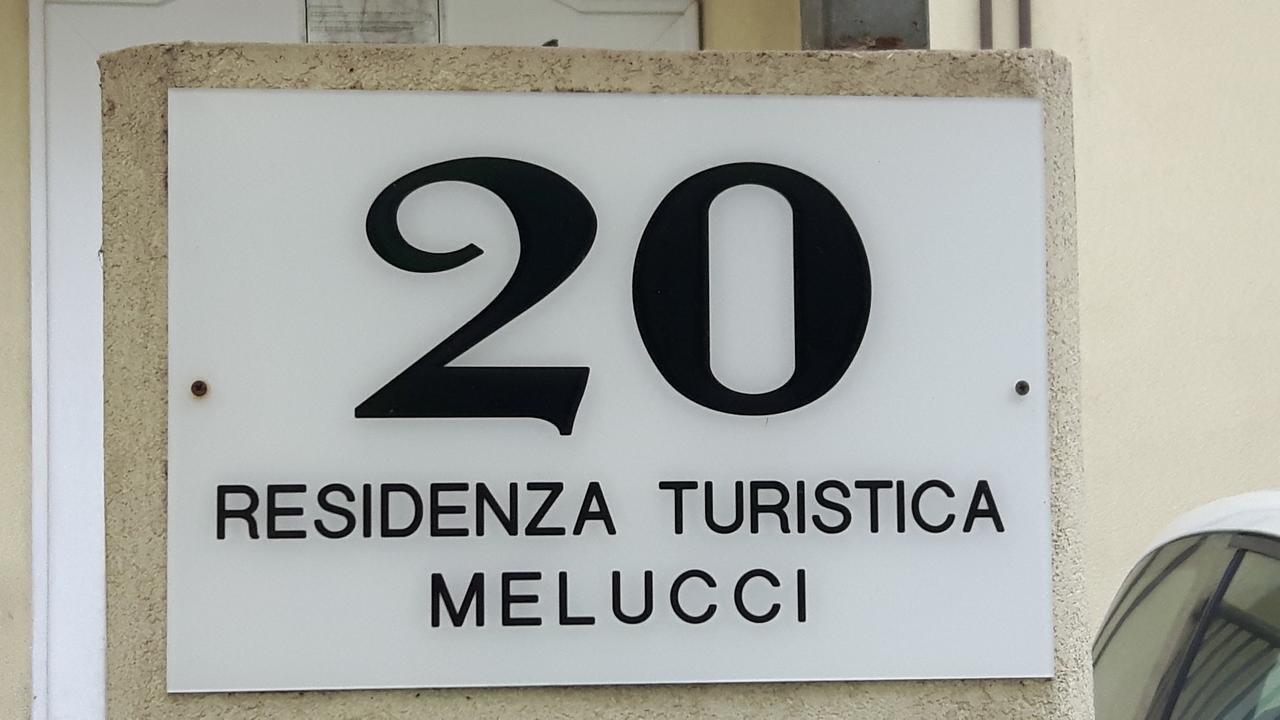 20
RESIDENZA TURISTICA
MELUCCI